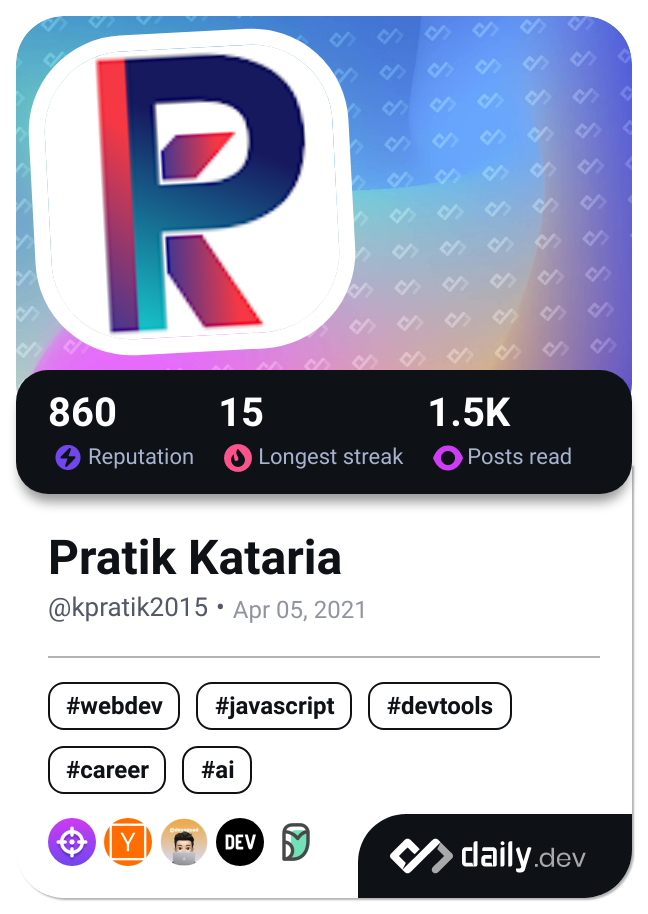 860 15 1.5K
Reputation Longest streak Posts read
Pratik Kataria
@kpratik2015 • Apr 05, 2021
#webdev #javascript #devtools
#career #ai
Y DEV
daily.dev